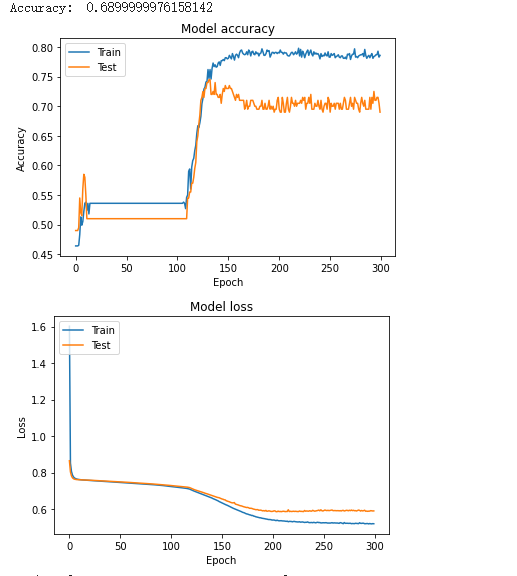 Accuracy:  0.6899999976158142
Model accuracy
Train
Test
0.80
0.75
0.70
0.65
0.60
0.55
0.50
0.45
Accuracy
0 50 100 150 200 250 300
Epoch
Model loss
Train
Test
1.6
1.4
1.2
1.0
0.8
0.6
Loss
0 50 100 150 200 250 300
Epoch